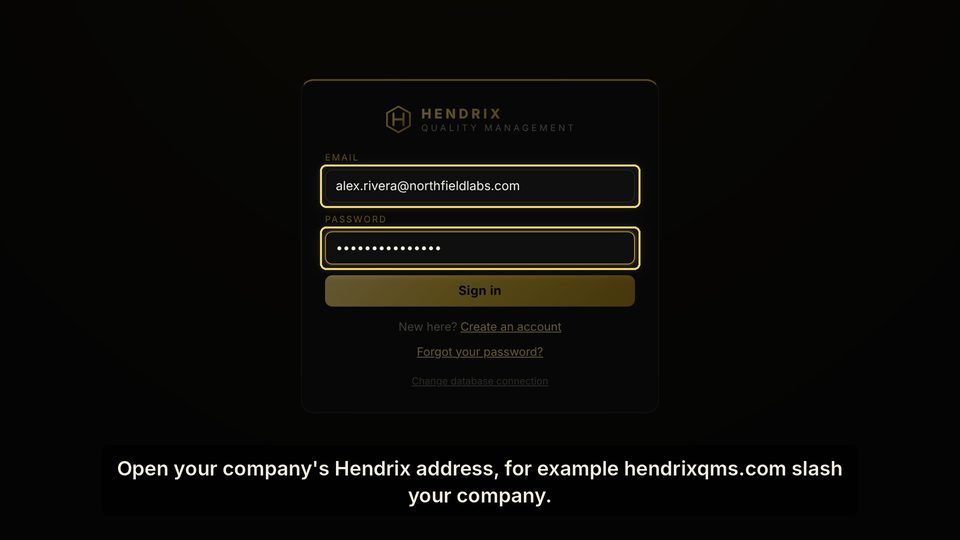 HENDRIX
QUALITY MANAGEMENT
EMAIL
alex.rivera@northfieldlabs.com
PASSWORD
•••••••••••••••
Sign in
New here? Create an account
Forgot your password?
Change database connection
Open your company's Hendrix address, for example hendrixqms.com slash
your company.